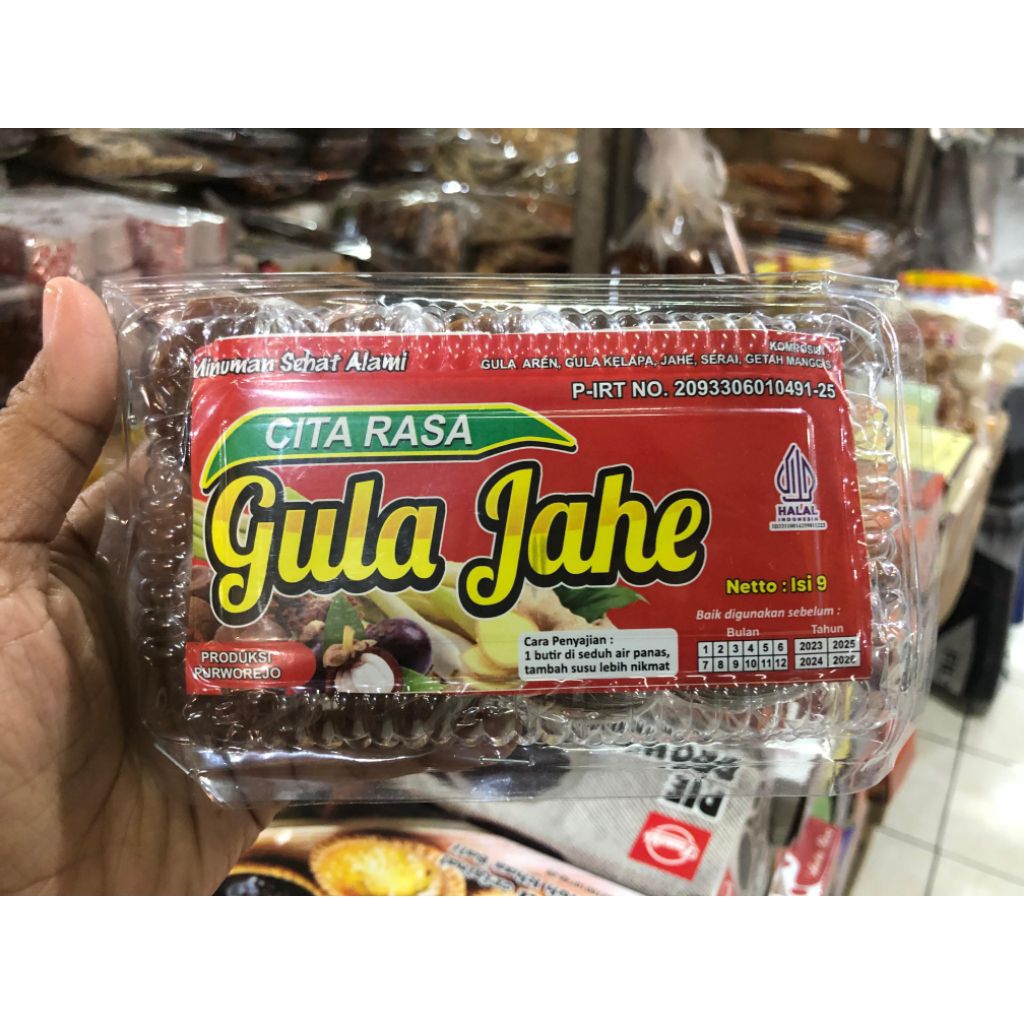 Minuman Sehat Alami
KOMPOSISI
GULA AREN, GULA KELAPA, JAHE, SERAI, GETAH MANGGIS
P-IRT NO. 2093306010491-25
CITA RASA
Gula Jahe
HALAL
INDONESIA
Netto : Isi 9
Baik digunakan sebelum :
Bulan Tahun
1 2 3 4 5 6 2023 2025
7 8 9 10 11 12 2024 2026
Cara Penyajian :
1 butir di seduh air panas,
tambah susu lebih nikmat
PRODUKSI
PURWOREJO
PIE